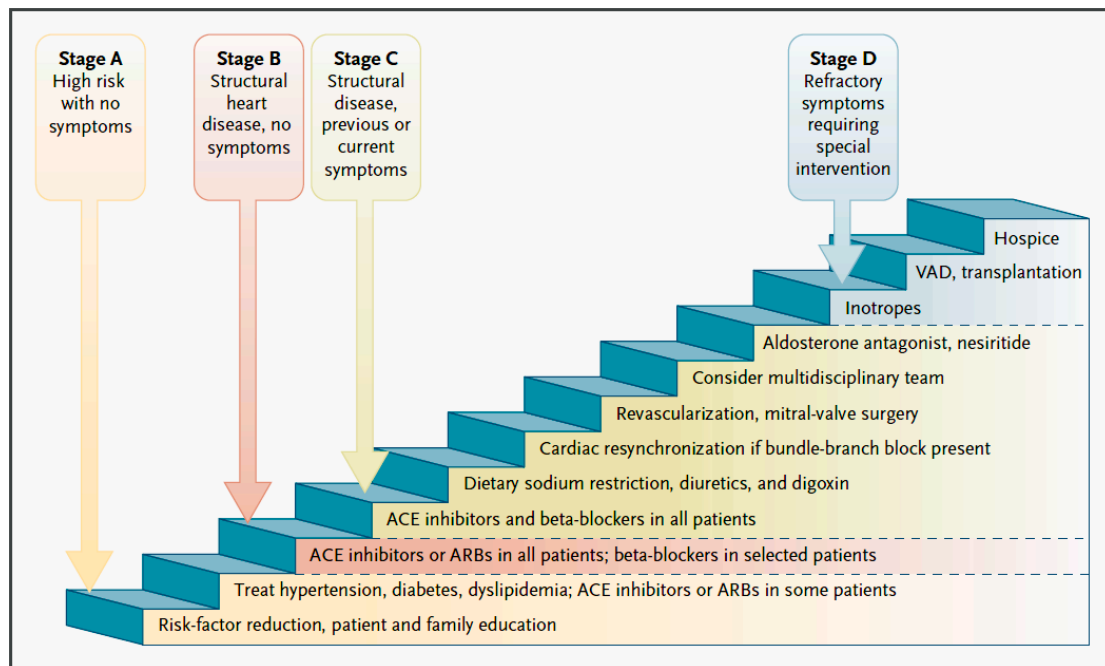 Stage A
High risk
with no
symptoms
Stage B
Structural
heart
disease, no
symptoms
Stage C
Structural
disease,
previous or
current
symptoms
Stage D
Refractory
symptoms
requiring
special
intervention
Hospice
VAD, transplantation
Inotropes
Aldosterone antagonist, nesiritide
Consider multidisciplinary team
Revascularization, mitral-valve surgery
Cardiac resynchronization if bundle-branch block present
Dietary sodium restriction, diuretics, and digoxin
ACE inhibitors and beta-blockers in all patients
ACE inhibitors or ARBs in all patients; beta-blockers in selected patients
Treat hypertension, diabetes, dyslipidemia; ACE inhibitors or ARBs in some patients
Risk-factor reduction, patient and family education